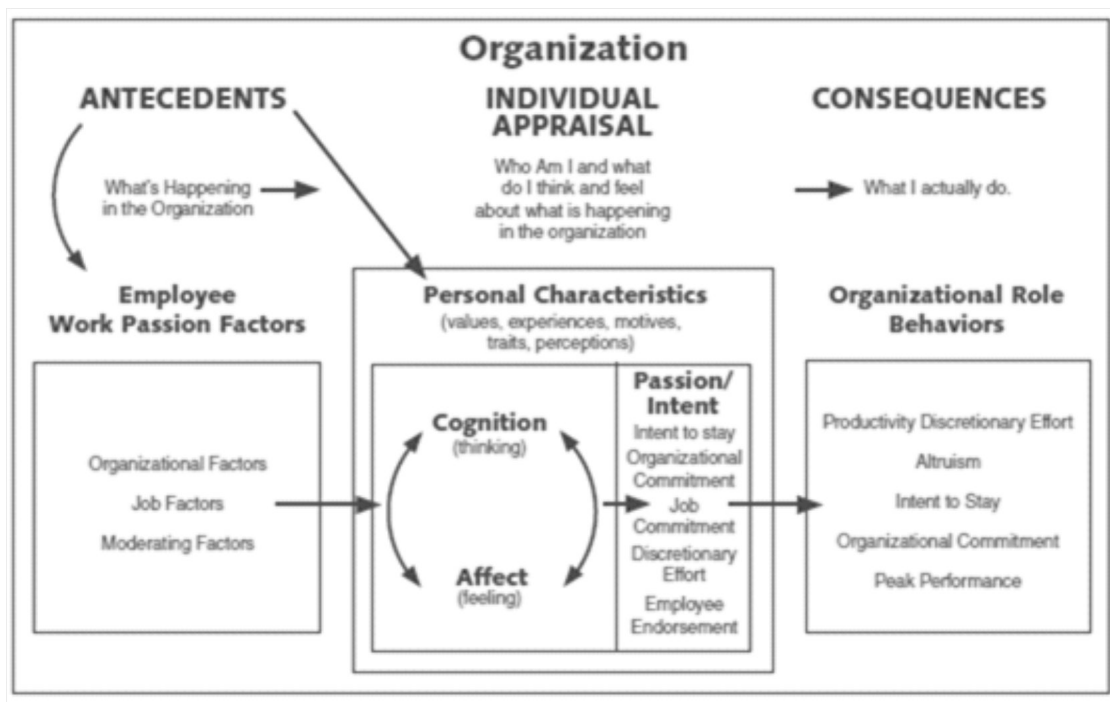 Organization
ANTECEDENTS
INDIVIDUAL
APPRAISAL
CONSEQUENCES
What's Happening
in the Organization
Who Am I and what
do I think and feel
about what is happening
in the organization
What I actually do.
Employee
Work Passion Factors
Personal Characteristics
(values, experiences, motives,
traits, perceptions)
Organizational Role
Behaviors
Organizational Factors
Job Factors
Moderating Factors
Cognition
(thinking)
Affect
(feeling)
Passion/
Intent
Intent to stay
Organizational
Commitment
Job
Commitment
Discretionary
Effort
Employee
Endorsement
Productivity Discretionary Effort
Altruism
Intent to Stay
Organizational Commitment
Peak Performance